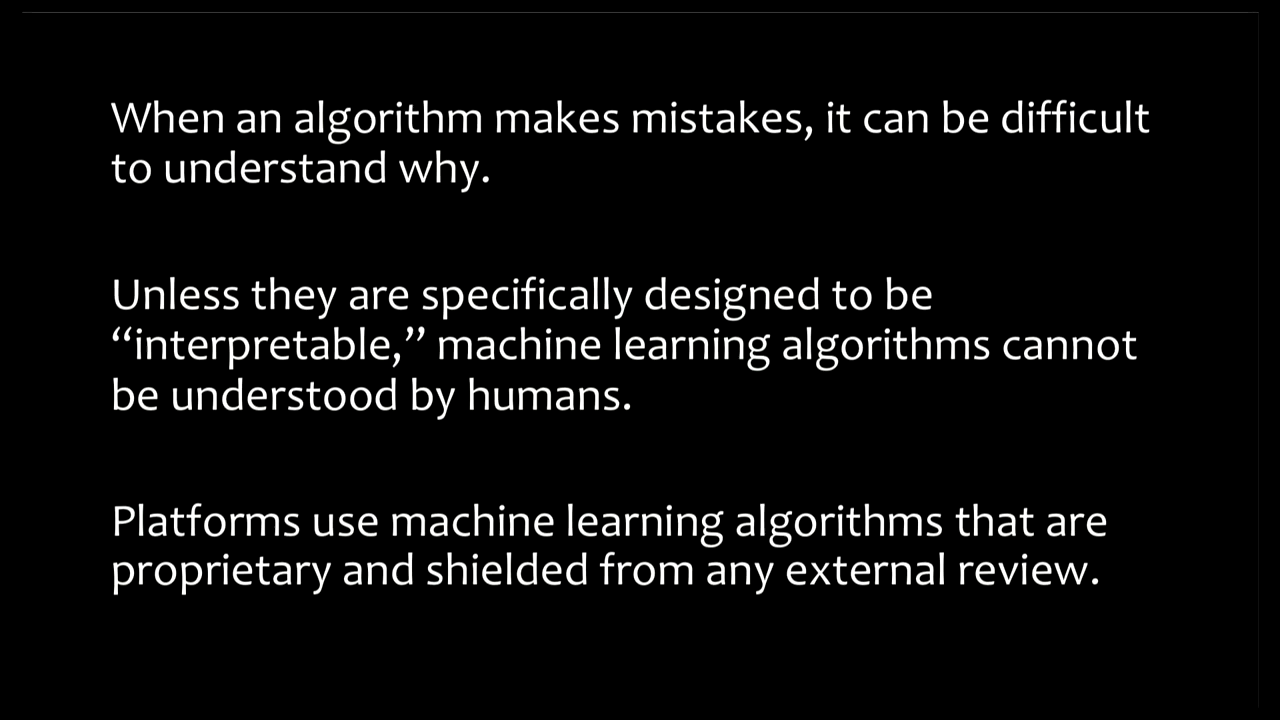 When an algorithm makes mistakes, it can be difficult
to understand why.
Unless they are specifically designed to be
“interpretable,” machine learning algorithms cannot
be understood by humans.
Platforms use machine learning algorithms that are
proprietary and shielded from any external review.